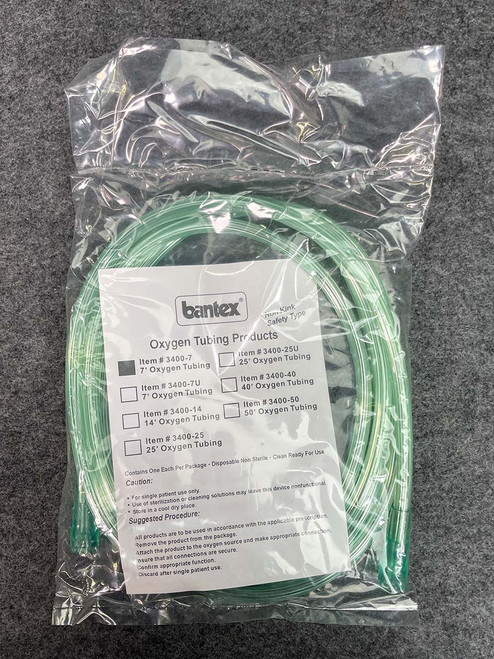 bantex
Non Kink
Safety Type
Oxygen Tubing Products
Item # 3400-7
7' Oxygen Tubing
Item # 3400-7U
7' Oxygen Tubing
Item # 3400-14
14' Oxygen Tubing
Item # 3400-25
25' Oxygen Tubing
Item # 3400-25U
25' Oxygen Tubing
Item # 3400-40
40' Oxygen Tubing
Item # 3400-50
50' Oxygen Tubing
Contains One Each Per Package - Disposable Non Sterile - Clean Ready For Use
Caution:
• For single patient use only.
• Use of sterilization or cleaning solutions may leave this device nonfunctional.
• Store in a cool dry place.
Suggested Procedure:
All products are to be used in accordance with the applicable prescription.
Remove the product from the package.
Attach the product to the oxygen source and make appropriate connection.
Ensure that all connections are secure.
Confirm appropriate function.
Discard after single patient use.